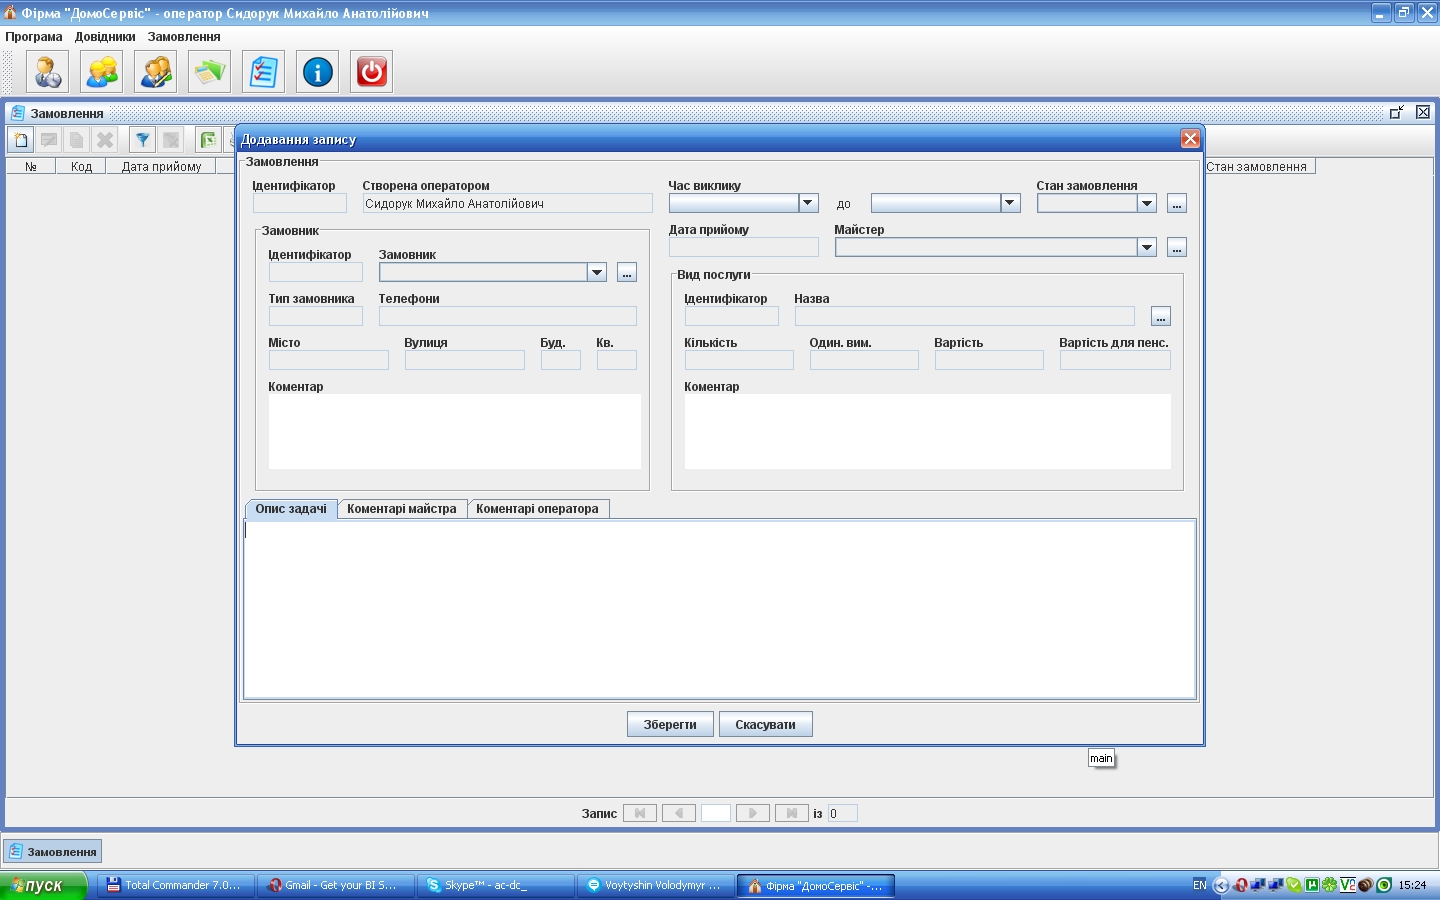 Фірма "ДомоСервіс" - оператор Сидорук Михайло Анатолійович
Програма Довідники Замовлення
Замовлення
Додавання запису
№ Код Дата прийому Стан замовлення
Замовлення
Ідентифікатор Створена оператором Час виклику Стан замовлення
Сидорук Михайло Анатолійович до ...
Замовник Дата прийому Майстер
...
Ідентифікатор Замовник Вид послуги
...
Тип замовника Телефони Ідентифікатор Назва
...
Місто Вулиця Буд. Кв. Кількість Один. вим. Вартість Вартість для пенс.
Коментар Коментар
Опис задачі Коментарі майстра Коментарі оператора
Зберегти Скасувати
main
Запис із 0
Замовлення
пуск Total Commander 7.0... Gmail - Get your BI S... Skype™ - ac-dc_ Voytyshin Volodymyr ... Фірма "ДомоСервіс" -... EN 15:24